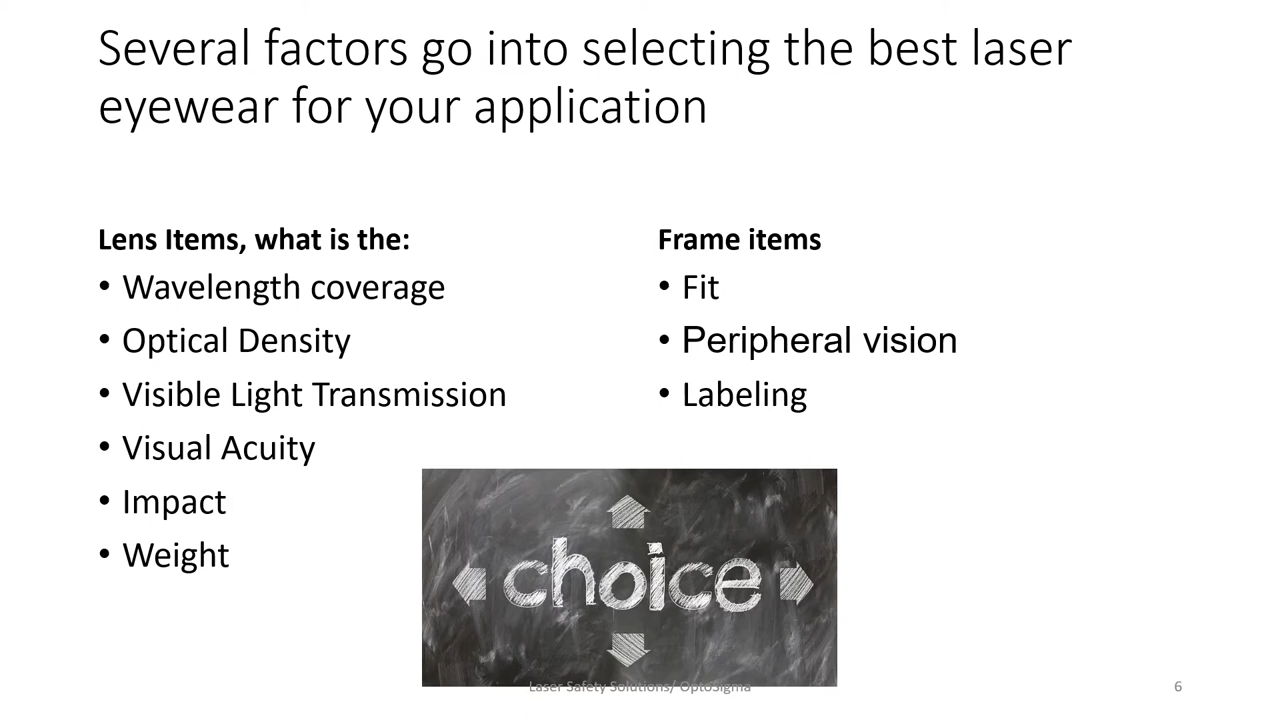 Several factors go into selecting the best laser
eyewear for your application
Lens Items, what is the:
• Wavelength coverage
• Optical Density
• Visible Light Transmission
• Visual Acuity
• Impact
• Weight
Frame items
• Fit
• Peripheral vision
• Labeling
choice
Laser Safety Solutions/ OptoSigma
6